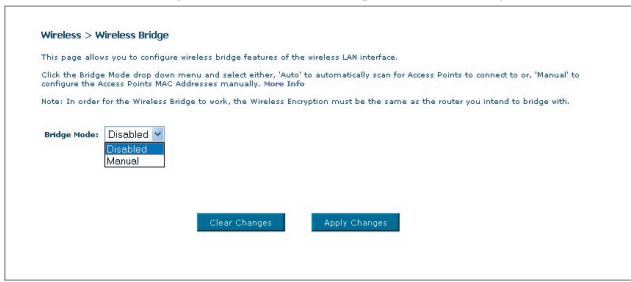 Wireless > Wireless Bridge
This page allows you to configure wireless bridge features of the wireless LAN interface.
Click the Bridge Mode drop down menu and select either, 'Auto' to automatically scan for Access Points to connect to or, 'Manual' to
configure the Access Points MAC Addresses manually. More Info
Note: In order for the Wireless Bridge to work, the Wireless Encryption must be the same as the router you intend to bridge with.
Bridge Mode: Disabled
Disabled
Manual
Clear Changes Apply Changes